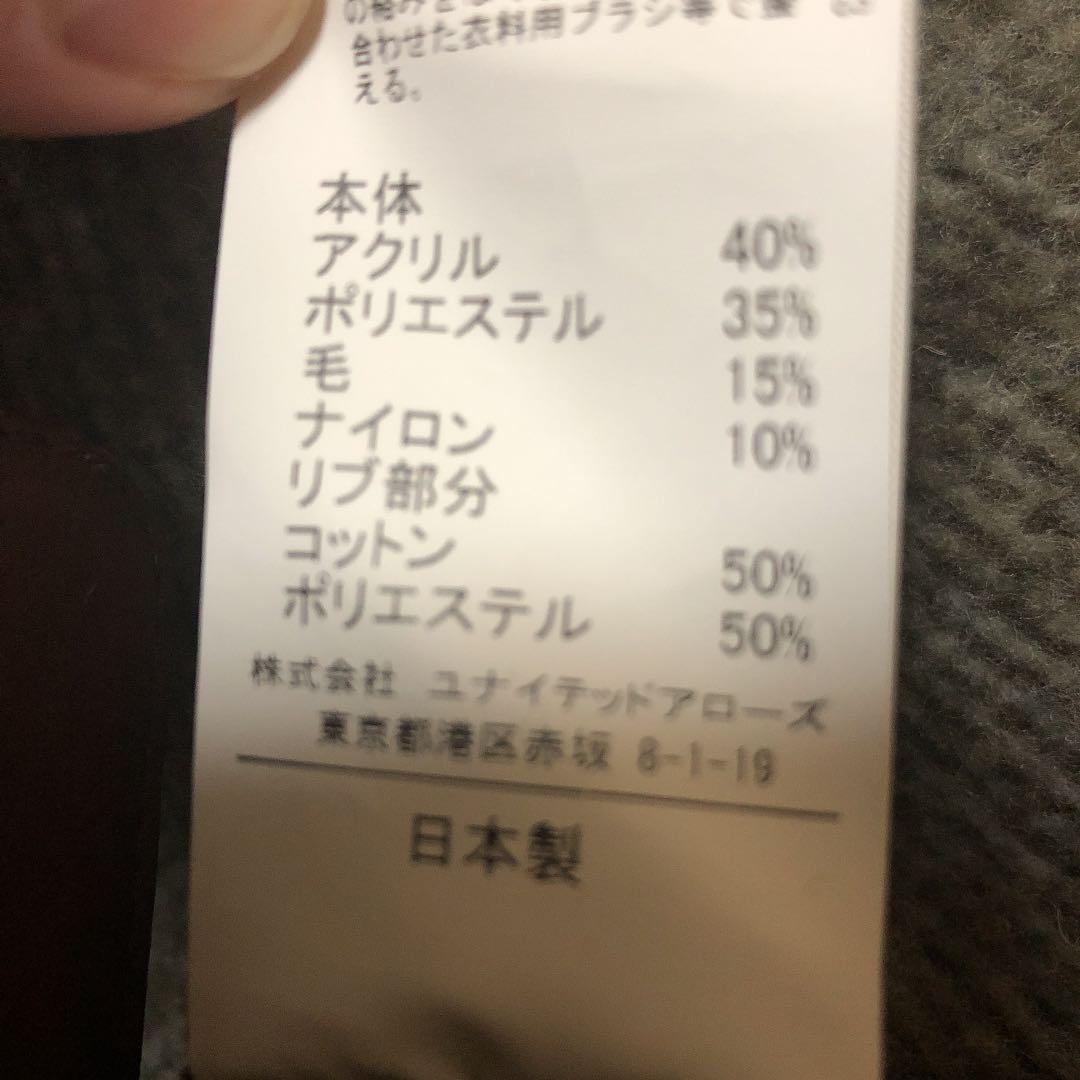 合わせた衣料用ブラシ等で
える。
本体
アクリル 40%
ポリエステル 35%
毛 15%
ナイロン 10%
リブ部分
コットン 50%
ポリエステル 50%
株式会社 ユナイテッドアローズ
東京都港区赤坂 8-1-19
日本製